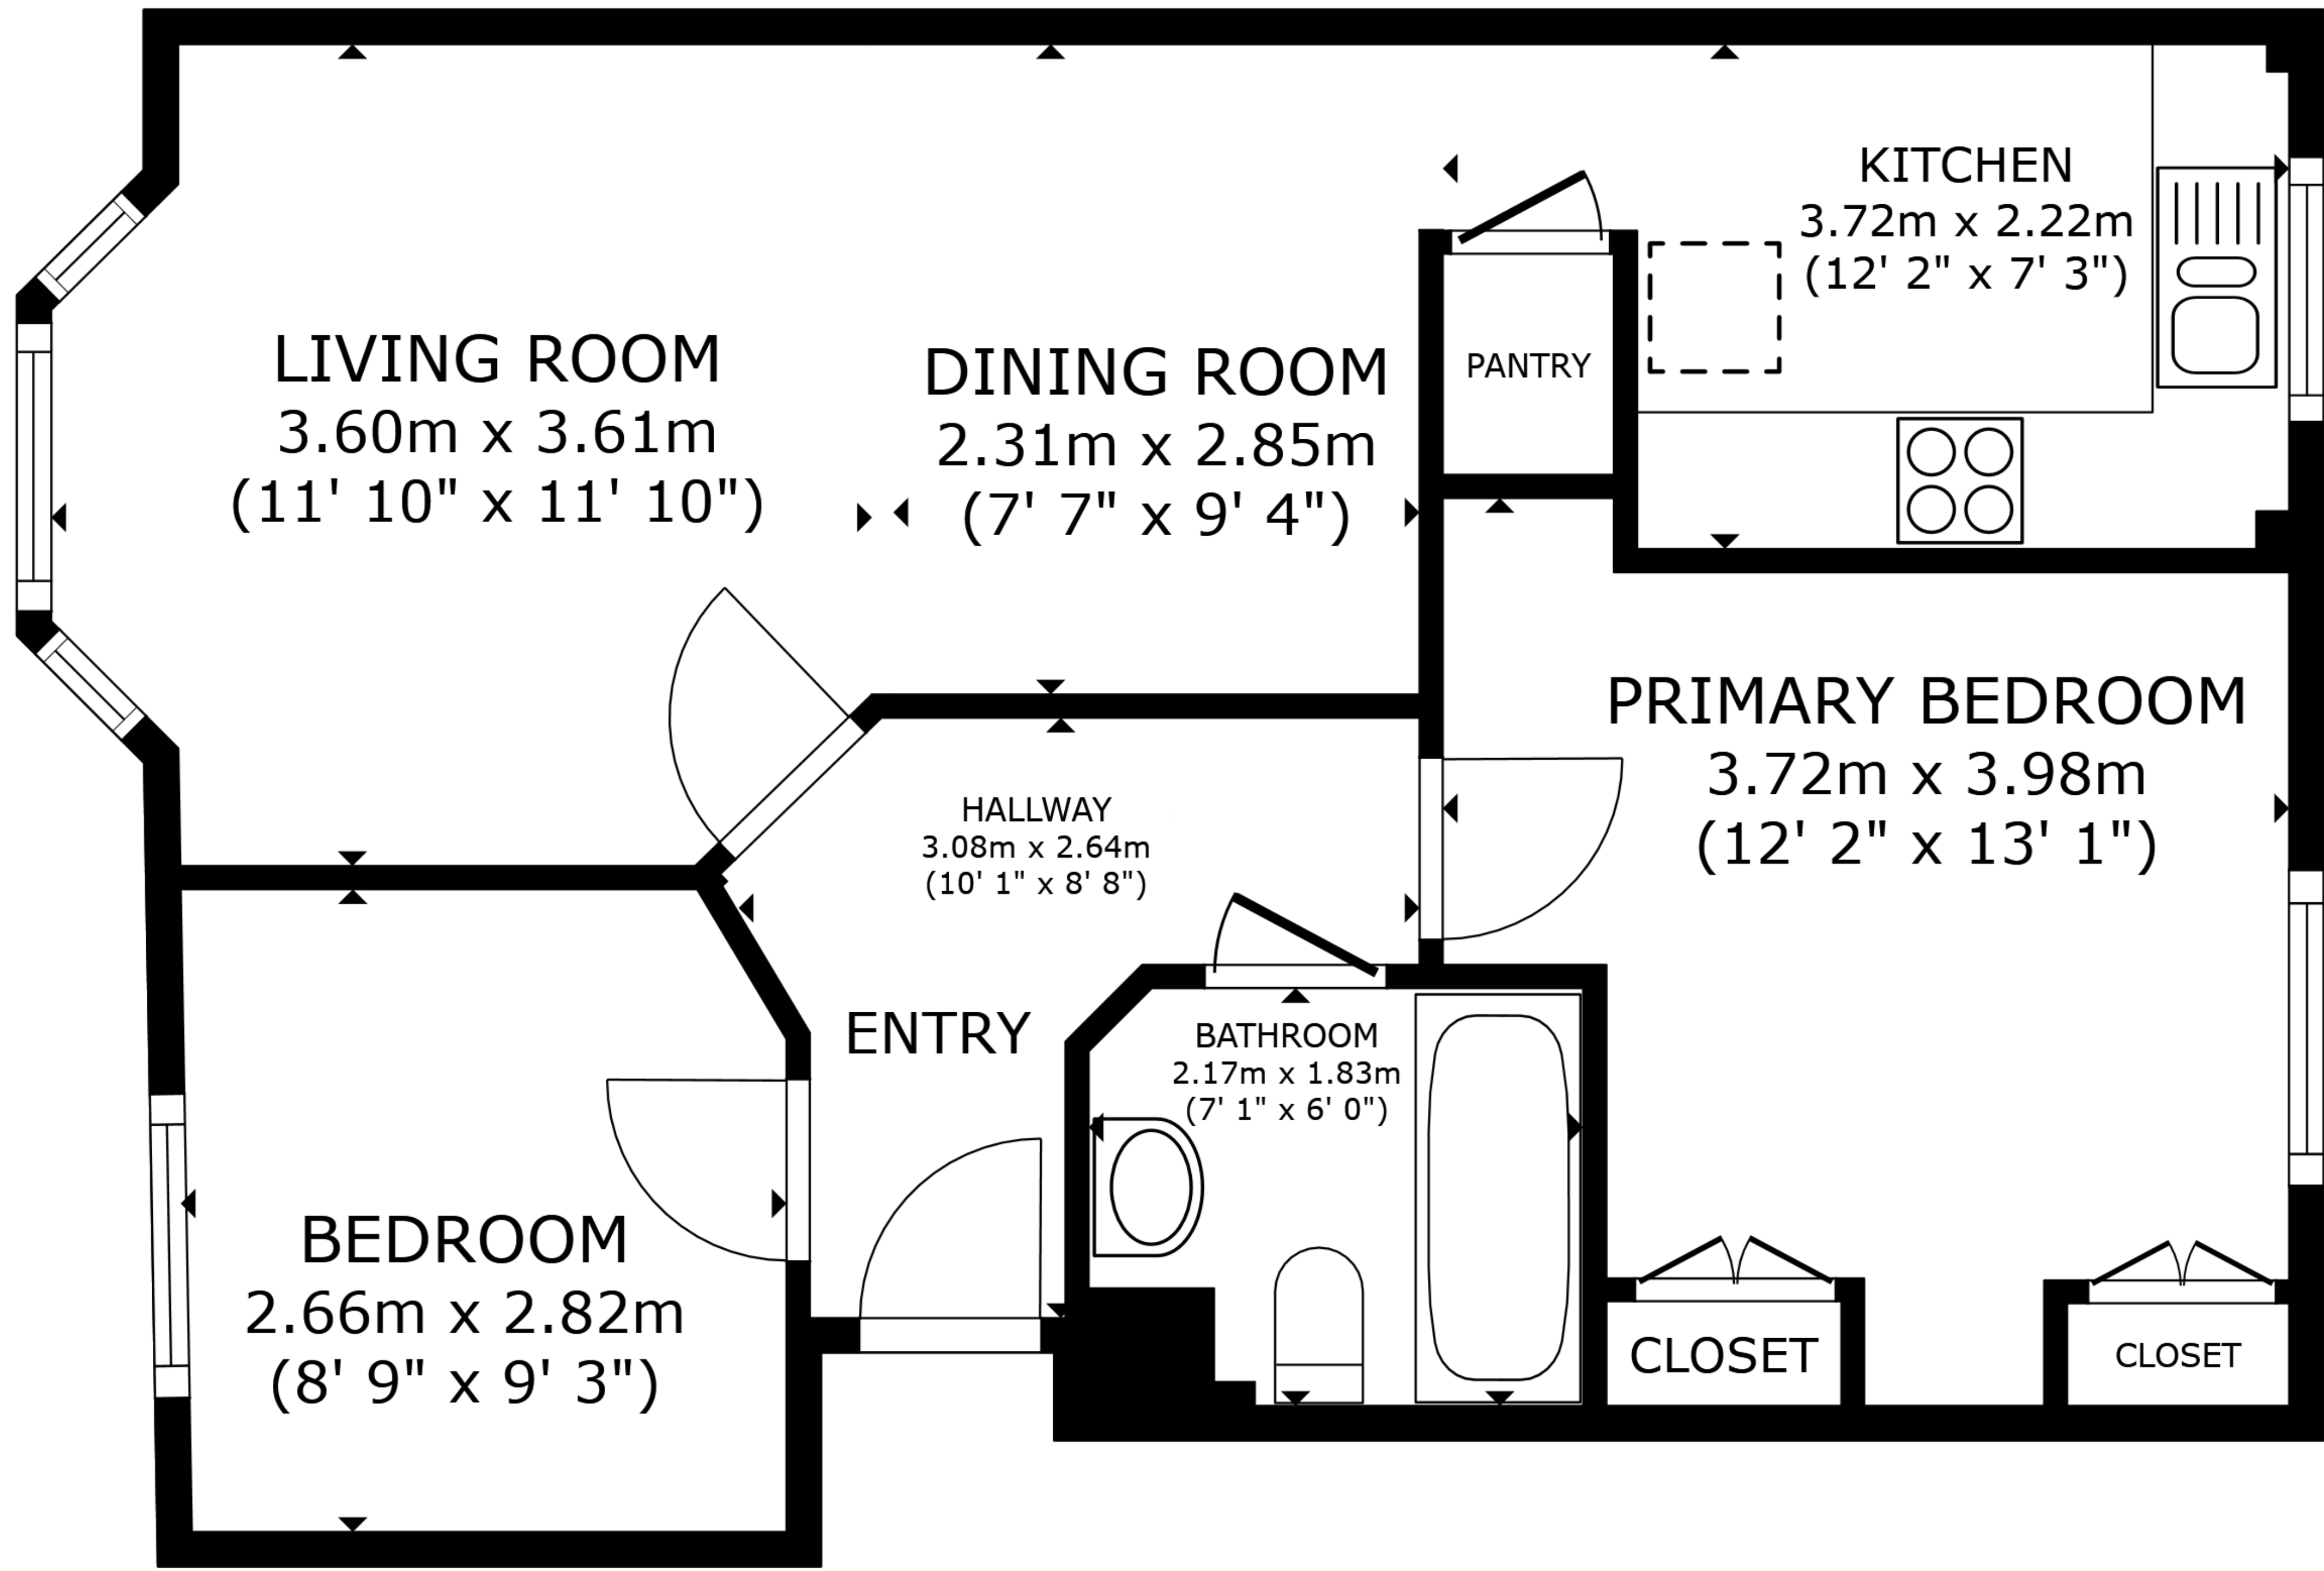 KITCHEN
3.72m x 2.22m
(12' 2" x 7' 3")
LIVING ROOM
3.60m x 3.61m
(11' 10" x 11' 10")
DINING ROOM
2.31m x 2.85m
(7' 7" x 9' 4")
PANTRY
PRIMARY BEDROOM
3.72m x 3.98m
(12' 2" x 13' 1")
HALLWAY
3.08m x 2.64m
(10' 1" x 8' 8")
ENTRY
BATHROOM
2.17m x 1.83m
(7' 1" x 6' 0")
BEDROOM
2.66m x 2.82m
(8' 9" x 9' 3")
CLOSET
CLOSET